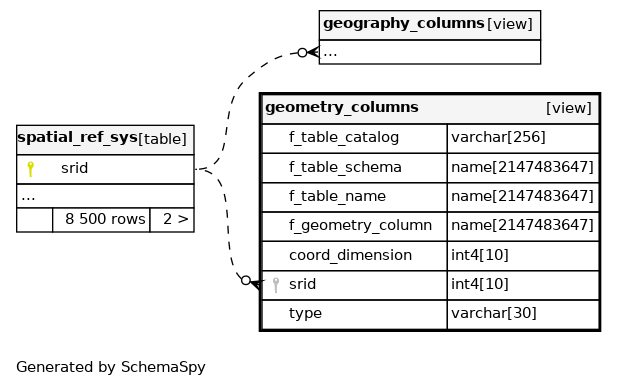 geography_columns [view]
...
geometry_columns [view]
f_table_catalog varchar[256]
f_table_schema name[2147483647]
f_table_name name[2147483647]
f_geometry_column name[2147483647]
coord_dimension int4[10]
srid int4[10]
type varchar[30]
spatial_ref_sys [table]
srid
...
8 500 rows 2 >
Generated by SchemaSpy